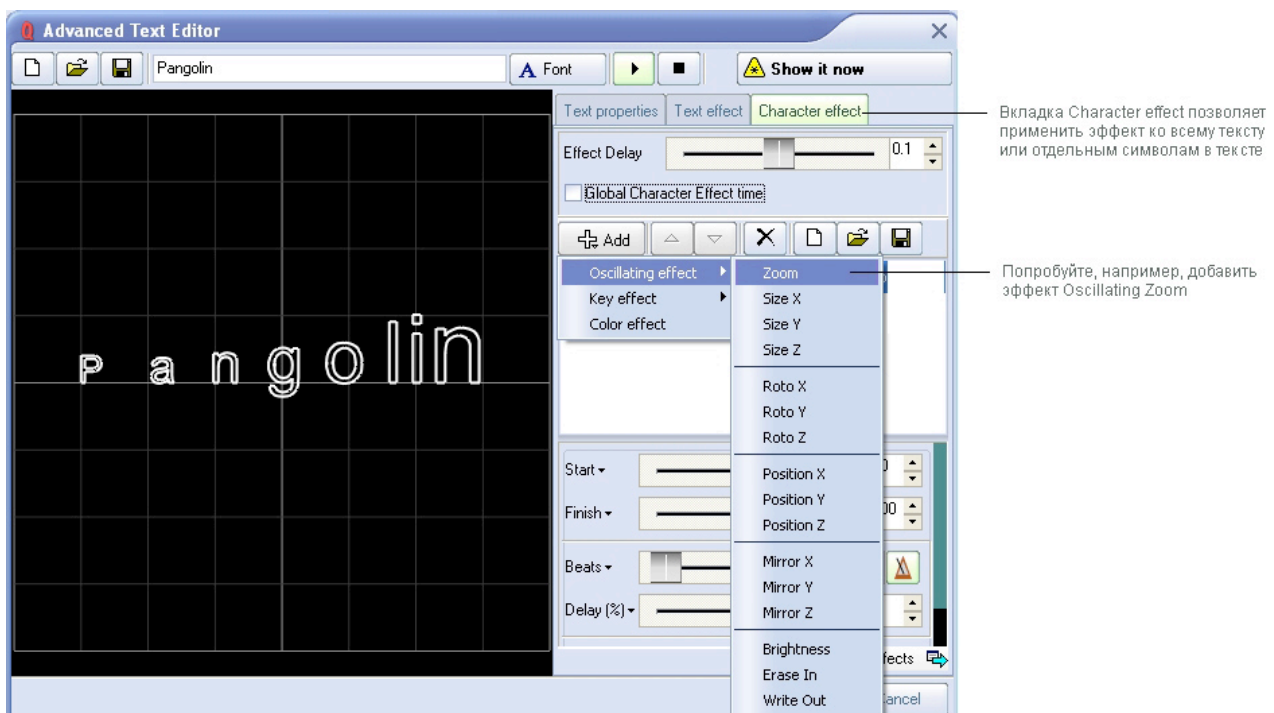 Advanced Text Editor
Pangolin
Font
Show it now
Text properties
Text effect
Character effect
Вкладка Character effect позволяет
применить эффект ко всему тексту
или отдельным символам в тексте
Effect Delay
0.1
Global Character Effect time
Add
Oscillating effect
Key effect
Color effect
Zoom
Size X
Size Y
Size Z
Roto X
Roto Y
Roto Z
Position X
Position Y
Position Z
Mirror X
Mirror Y
Mirror Z
Brightness
Erase In
Write Out
Попробуйте, например, добавить
эффект Oscillating Zoom
Pangolin
Start
Finish
Beats
Delay (%)